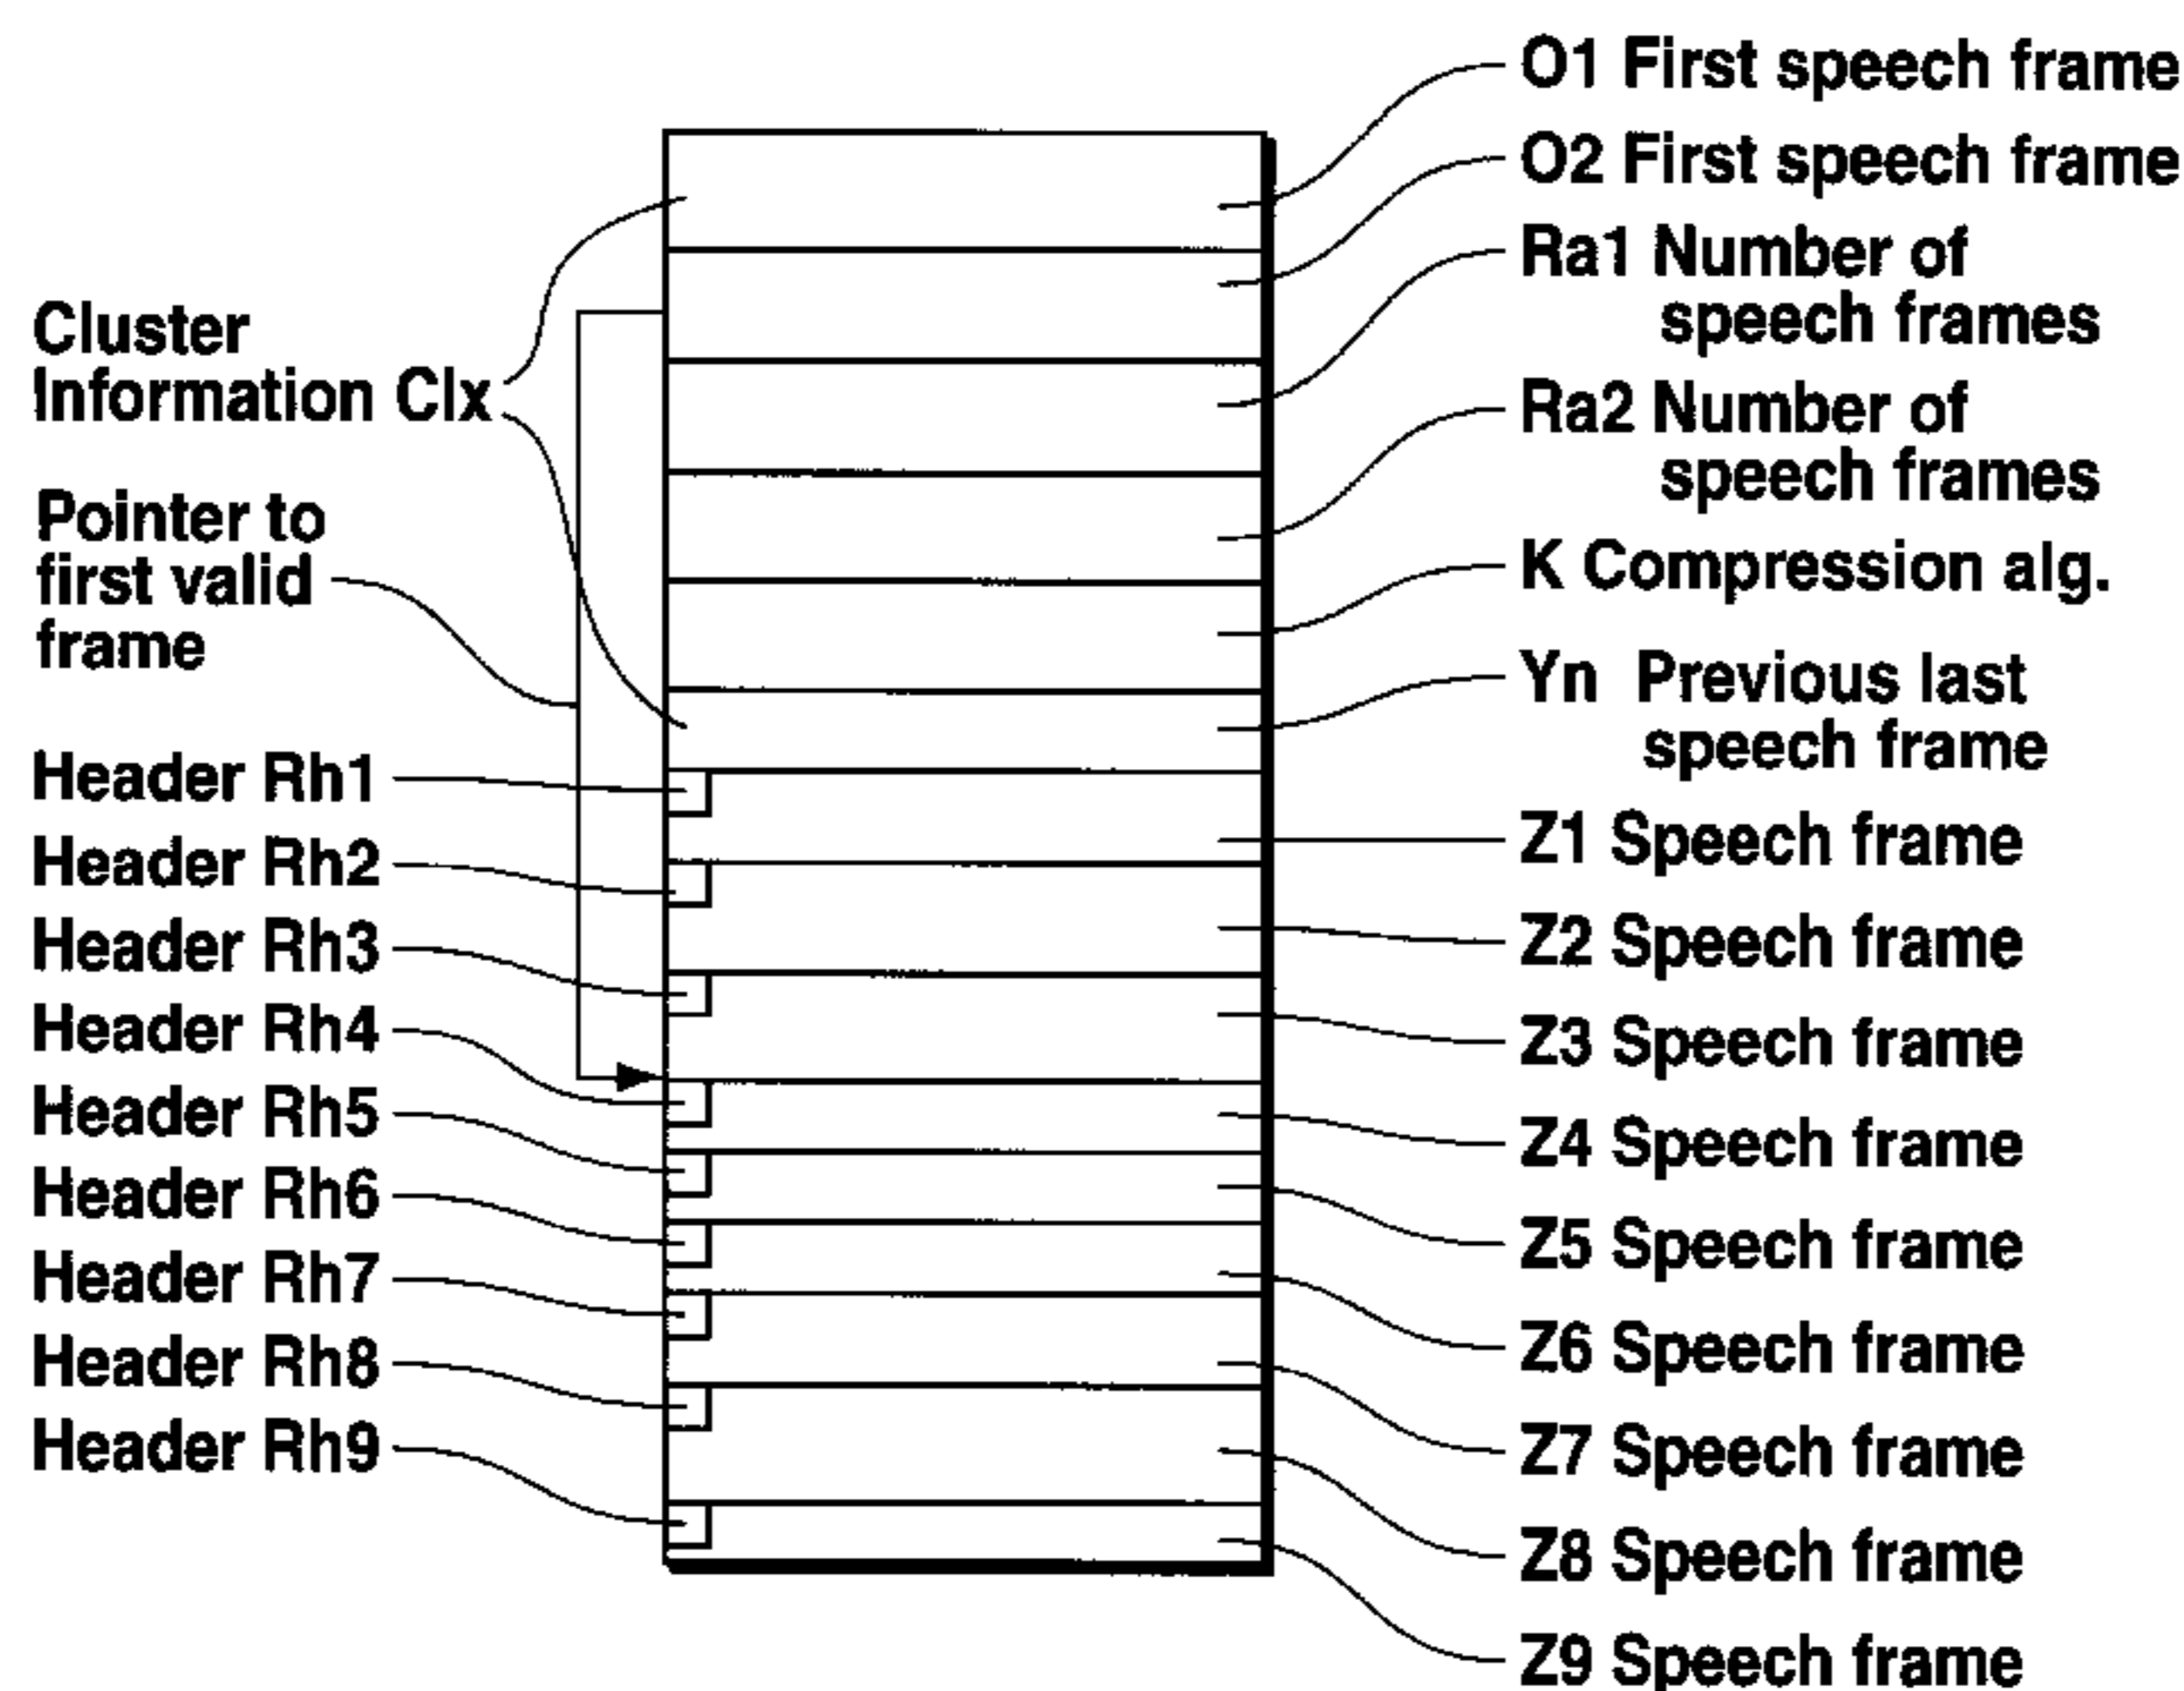 Cluster
Information Clx
Pointer to
first valid
frame
Header Rh1
Header Rh2
Header Rh3
Header Rh4
Header Rh5
Header Rh6
Header Rh7
Header Rh8
Header Rh9
O1 First speech frame
O2 First speech frame
Ra1 Number of
speech frames
Ra2 Number of
speech frames
K Compression alg.
Yn Previous last
speech frame
Z1 Speech frame
Z2 Speech frame
Z3 Speech frame
Z4 Speech frame
Z5 Speech frame
Z6 Speech frame
Z7 Speech frame
Z8 Speech frame
Z9 Speech frame